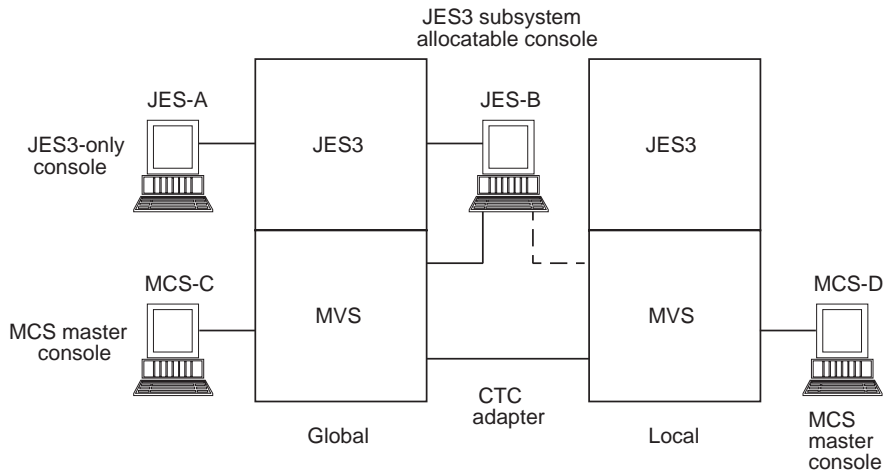 JES3 subsystem
allocatable console
JES-A
JES-B
JES3-only
console
JES3
JES3
MCS-C
MCS-D
MCS master
console
MVS
MVS
CTC
adapter
Global
Local
MCS
master
console